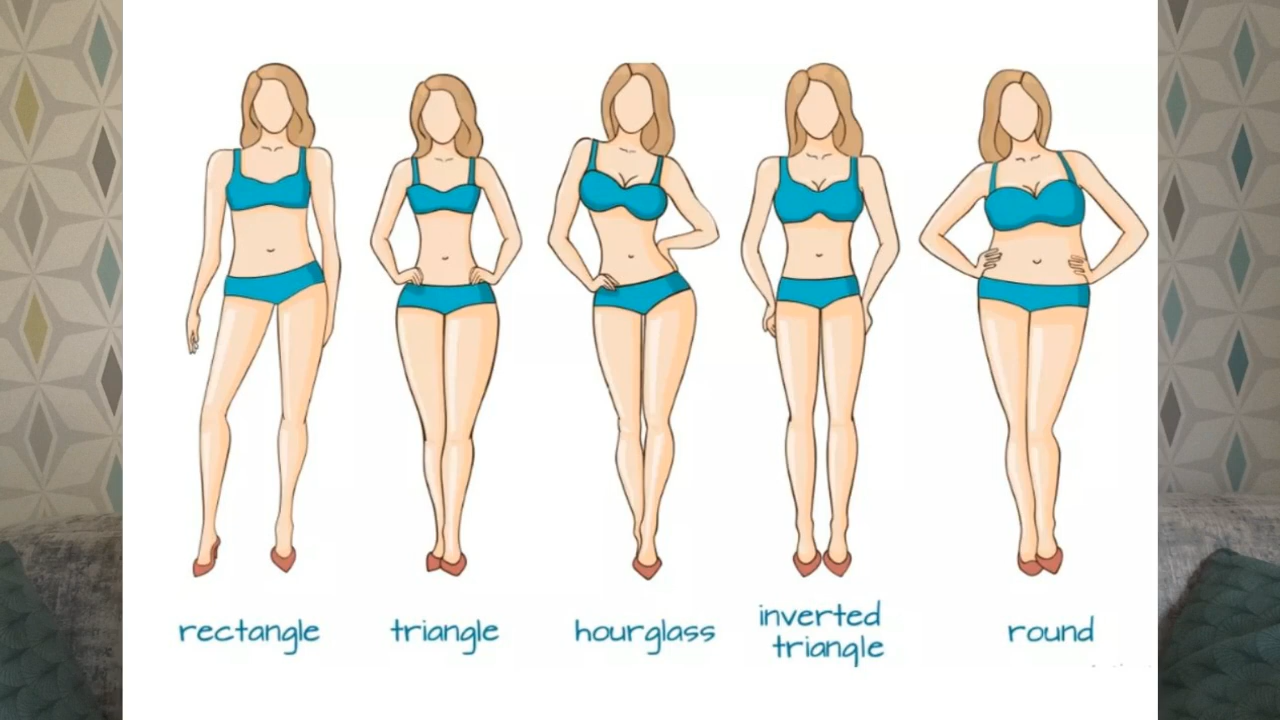 rectangle
triangle
hourglass
inverted
triangle
round